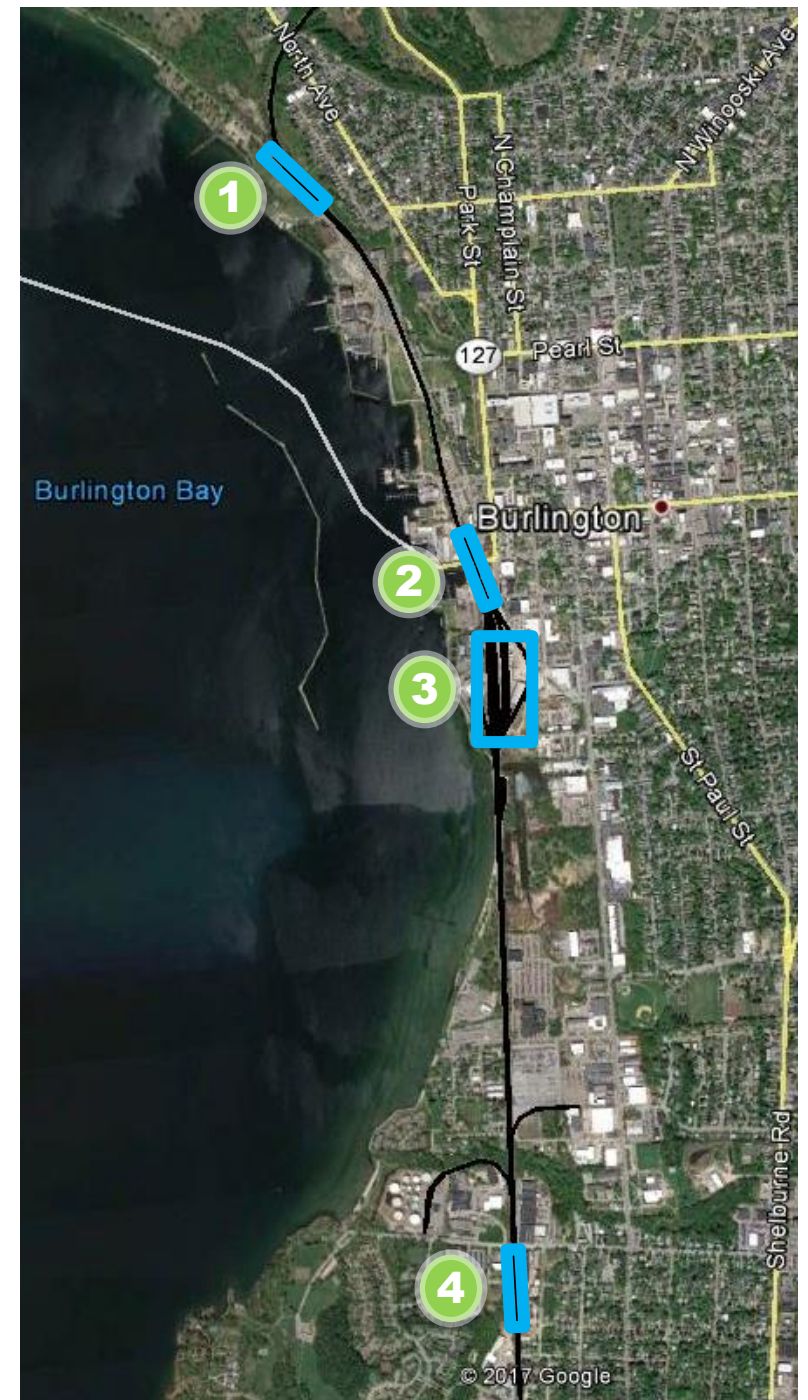 North Ave
N Winooski Ave
1
Park St
N Champlain St
127
Pearl St
Burlington Bay
Burlington
2
3
St Paul St
Shelburne Rd
4
© 2017 Google